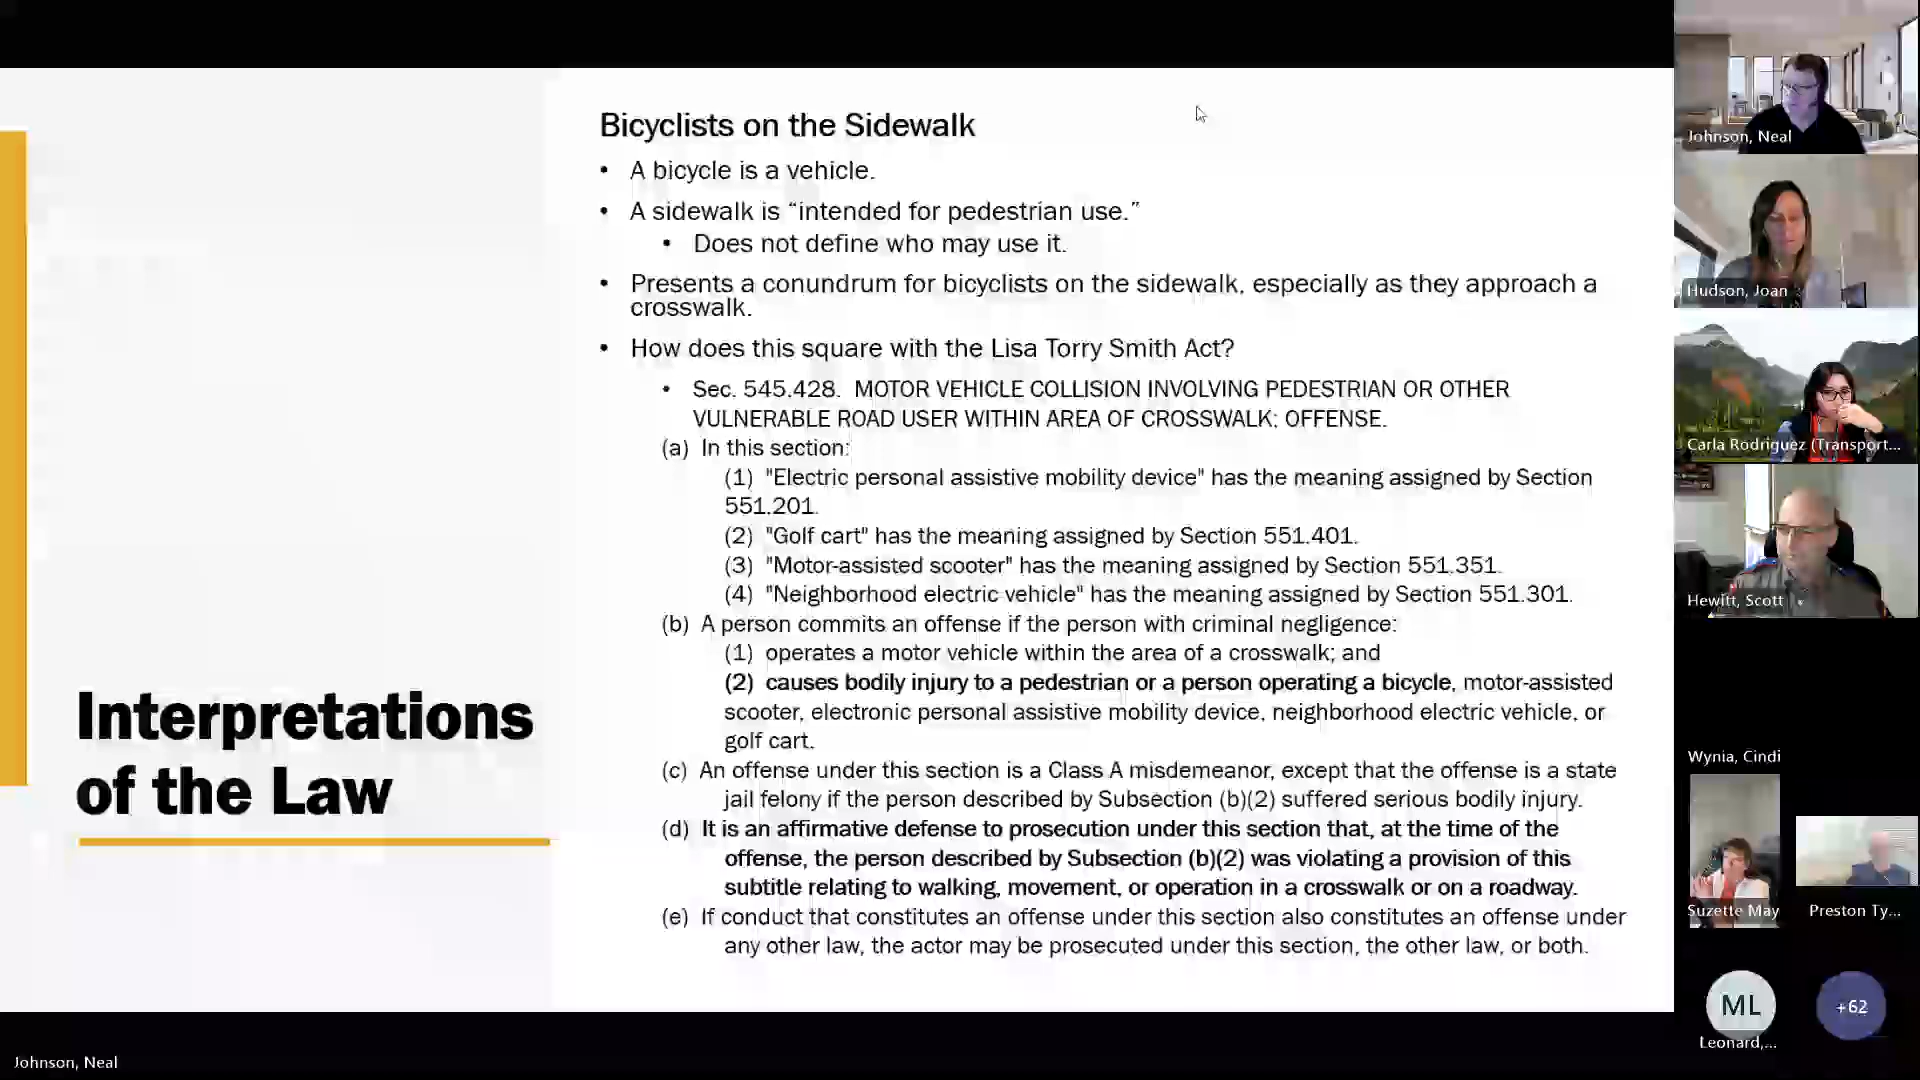 Interpretations
of the Law
Bicyclists on the Sidewalk
• A bicycle is a vehicle.
• A sidewalk is “intended for pedestrian use.”
• Does not define who may use it.
• Presents a conundrum for bicyclists on the sidewalk, especially as they approach a
crosswalk.
• How does this square with the Lisa Torry Smith Act?
• Sec. 545.428. MOTOR VEHICLE COLLISION INVOLVING PEDESTRIAN OR OTHER
VULNERABLE ROAD USER WITHIN AREA OF CROSSWALK; OFFENSE.
(a) In this section:
(1) "Electric personal assistive mobility device" has the meaning assigned by Section
551.201.
(2) "Golf cart" has the meaning assigned by Section 551.401.
(3) "Motor-assisted scooter" has the meaning assigned by Section 551.351.
(4) "Neighborhood electric vehicle" has the meaning assigned by Section 551.301.
(b) A person commits an offense if the person with criminal negligence:
(1) operates a motor vehicle within the area of a crosswalk; and
(2) causes bodily injury to a pedestrian or a person operating a bicycle, motor-assisted
scooter, electronic personal assistive mobility device, neighborhood electric vehicle, or
golf cart.
(c) An offense under this section is a Class A misdemeanor, except that the offense is a state
jail felony if the person described by Subsection (b)(2) suffered serious bodily injury.
(d) It is an affirmative defense to prosecution under this section that, at the time of the
offense, the person described by Subsection (b)(2) was violating a provision of this
subtitle relating to walking, movement, or operation in a crosswalk or on a roadway.
(e) If conduct that constitutes an offense under this section also constitutes an offense under
any other law, the actor may be prosecuted under this section, the other law, or both.
Johnson, Neal
Hudson, Joan
Carla Rodriguez (Transport...
Hewitt, Scott
Wynia, Cindi
Suzette May
Preston Ty...
ML
+62
Leonard,...
Johnson, Neal